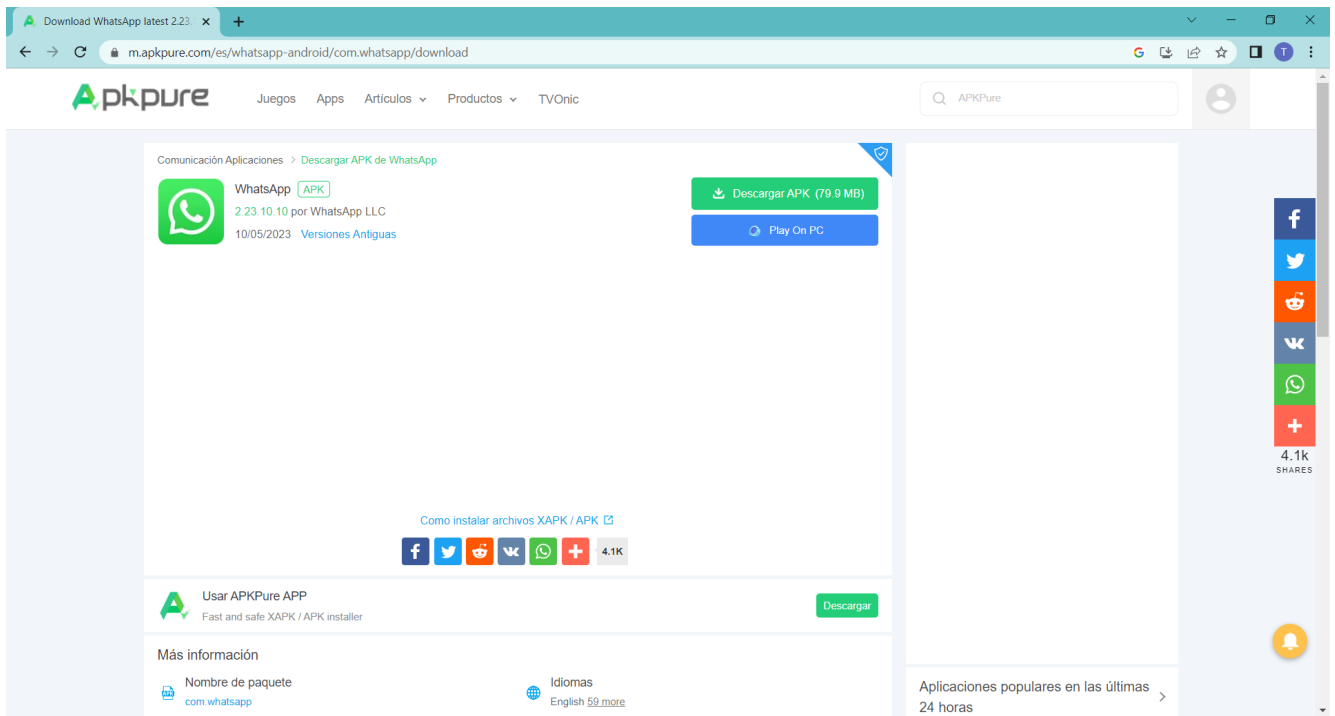 Download WhatsApp latest 2.23.
m.apkpure.com/es/whatsapp-android/com.whatsapp/download
T
Apkpure
Juegos
Apps
Artículos
Productos
TVOnic
APKPure
Comunicación Aplicaciones > Descargar APK de WhatsApp
WhatsApp APK
2.23.10.10 por WhatsApp LLC
10/05/2023 Versiones Antiguas
Descargar APK (79.9 MB)
Play On PC
Como instalar archivos XAPK / APK
4.1K
Usar APKPure APP
Fast and safe XAPK / APK installer
Descargar
Más información
Nombre de paquete
com.whatsapp
Idiomas
English 59 more
Aplicaciones populares en las últimas
24 horas
4.1k
SHARES